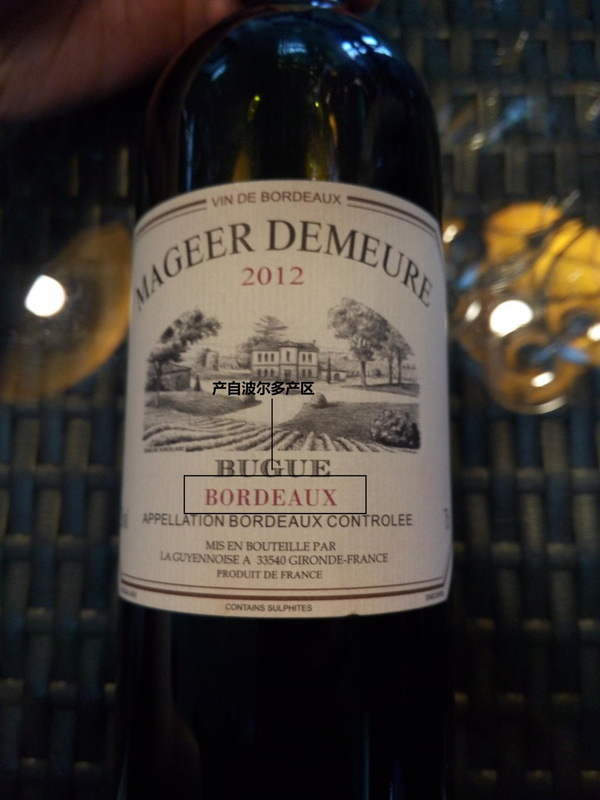 VIN DE BORDEAUX
MAGEER DEMEURE
2012
产自波尔多产区
BUGUE
BORDEAUX
APPELLATION BORDEAUX CONTROLEE
MIS EN BOUTEILLE PAR
LA GUYENNOISE A 33540 GIRONDE-FRANCE
PRODUIT DE FRANCE
CONTAINS SULPHITES